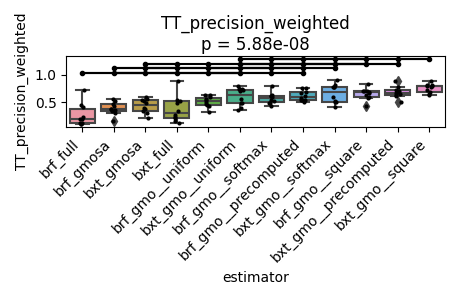 TT_precision_weighted
p = 5.88e-08
TT_precision_weighted
1.0
0.5
brf_full
brf_gmosa
bxt_gmosa
bxt_full
brf_gmo__uniform
bxt_gmo__uniform
brf_gmo__softmax
brf_gmo__precomputed
bxt_gmo__softmax
brf_gmo__square
bxt_gmo__precomputed
bxt_gmo__square
estimator